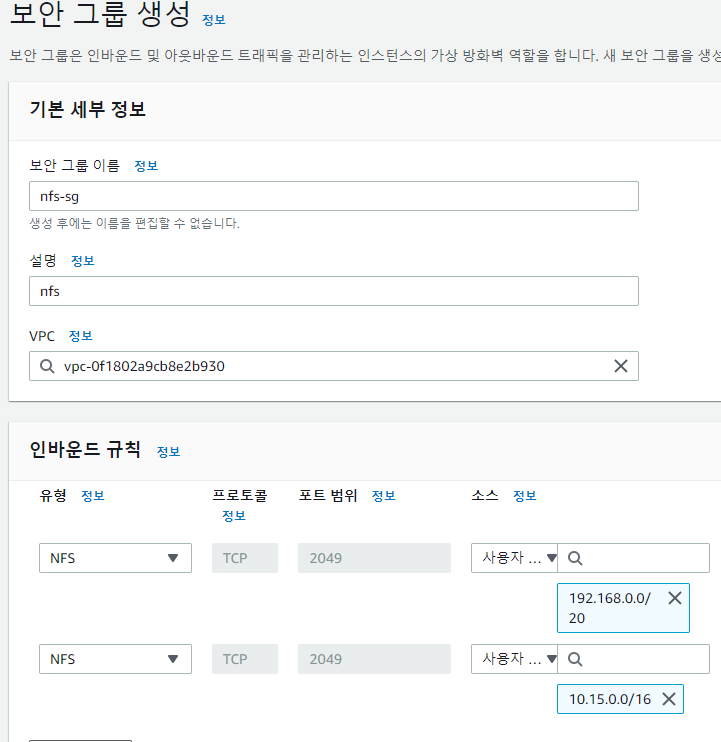 보안 그룹 생성 정보
보안 그룹은 인바운드 및 아웃바운드 트래픽을 관리하는 인스턴스의 가상 방화벽 역할을 합니다. 새 보안 그룹을 생성
기본 세부 정보
보안 그룹 이름 정보
nfs-sg
생성 후에는 이름을 편집할 수 없습니다.
설명 정보
nfs
VPC 정보
vpc-0f1802a9cb8e2b930
인바운드 규칙 정보
유형 정보 프로토콜 포트 범위 정보 소스 정보
정보
NFS TCP 2049 사용자 ...
192.168.0.0/
20
NFS TCP 2049 사용자 ...
10.15.0.0/16